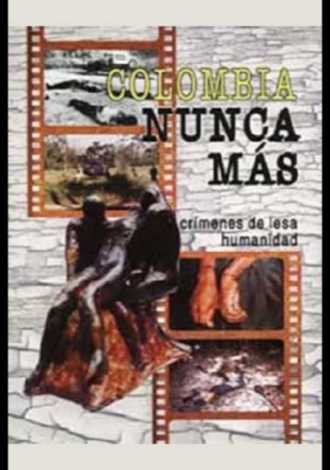 COLOMBIA
NUNCA
MÁS
crímenes de lesa
humanidad